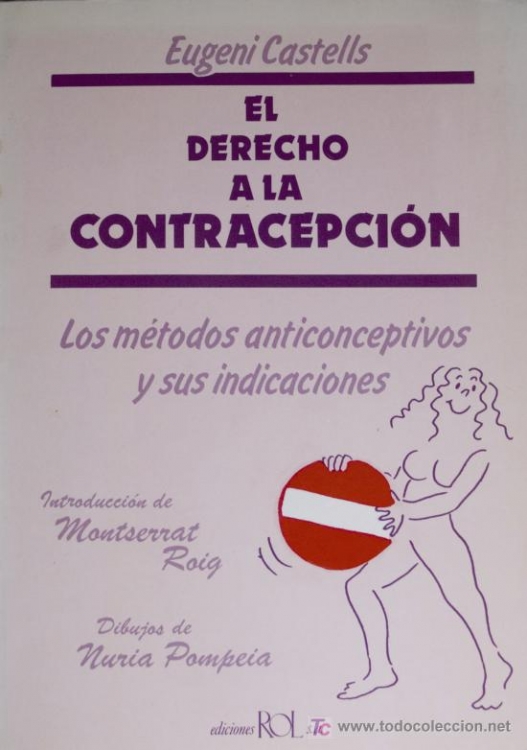 Eugeni Castells
EL
DERECHO
A LA
CONTRACEPCIÓN
Los métodos anticonceptivos
y sus indicaciones
Introducción de
Montserrat
Roig
Dibujos de
Nuria Pompeia
ediciones ROL s.
TC www.todocoleccion.net